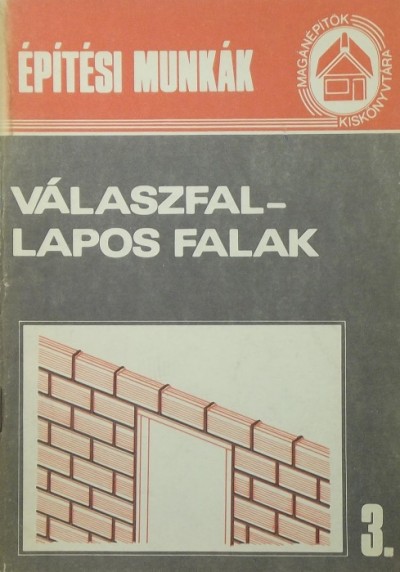 ÉPÍTÉSI MUNKÁK
MAGÁNÉPÍTŐK
KISKÖNYVTÁRA
VÁLASZFAL-
LAPOS FALAK
3.